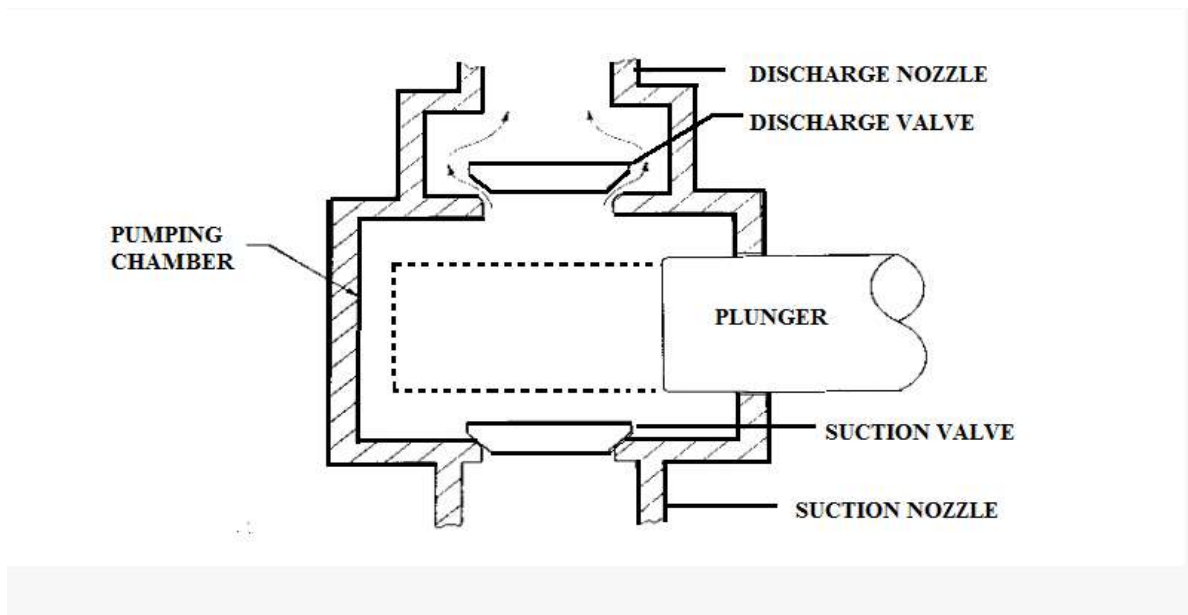 DISCHARGE NOZZLE
DISCHARGE VALVE
PUMPING
CHAMBER
PLUNGER
SUCTION VALVE
SUCTION NOZZLE